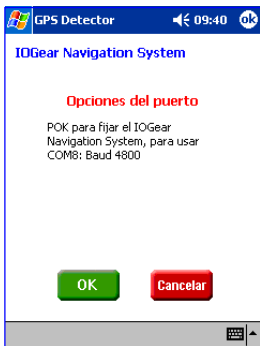 GPS Detector 09:40 ok
IOGear Navigation System
Opciones del puerto
POK para fijar el IOGear
Navigation System, para usar
COM8: Baud 4800
OK Cancelar